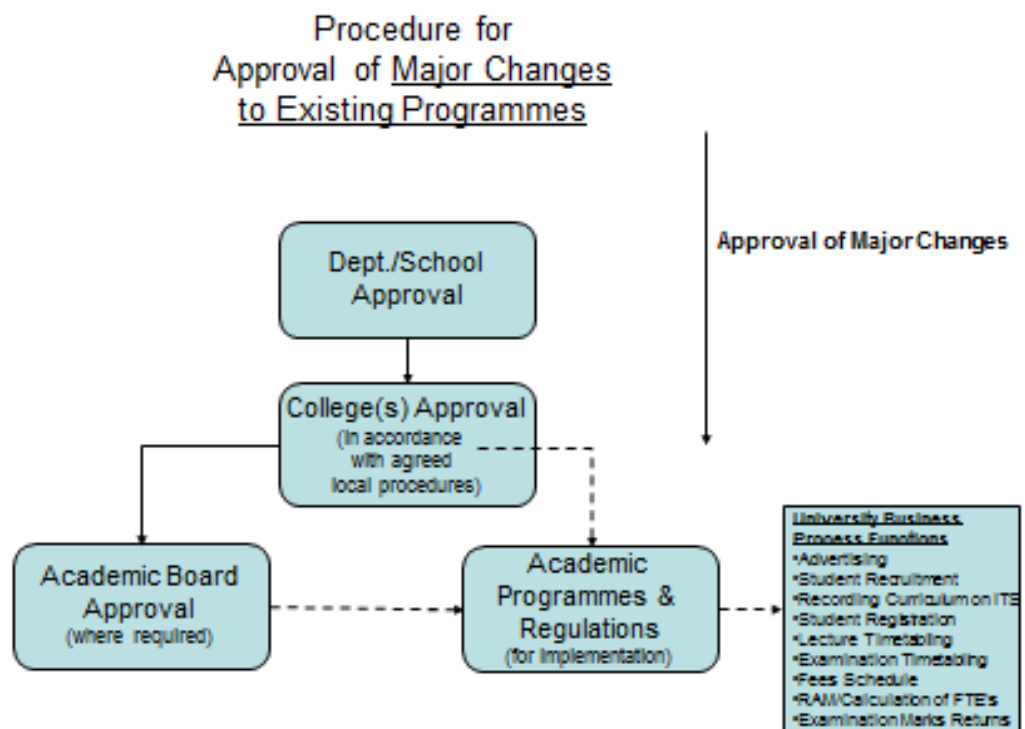 Procedure for
Approval of Major Changes
to Existing Programmes
Approval of Major Changes
Dept./School
Approval
College(s) Approval
(in accordance
with agreed
local procedures)
Academic Board
Approval
(where required)
Academic
Programmes &
Regulations
(for implementation)
University Business
Process Functions
•Advertising
•Student Recruitment
•Recording Curriculum on ITS
•Student Registration
•Lecture Timetabling
•Examination Timetabling
•Fees Schedule
•RAM/Calculation of FTE's
•Examination Marks Returns